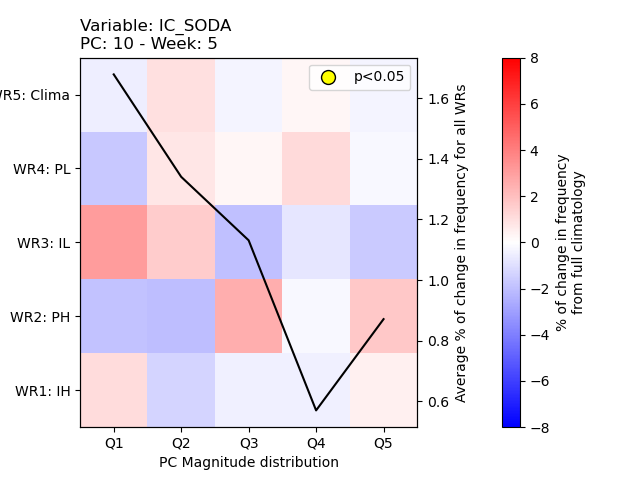 Variable: IC_SODA
PC: 10 - Week: 5
p<0.05
WR5: Clima
WR4: PL
WR3: IL
WR2: PH
WR1: IH
Q1 Q2 Q3 Q4 Q5
PC Magnitude distribution
1.6
1.4
1.2
1.0
0.8
0.6
Average % of change in frequency for all WRs
8
6
4
2
0
−2
−4
−6
−8
% of change in frequency
from full climatology